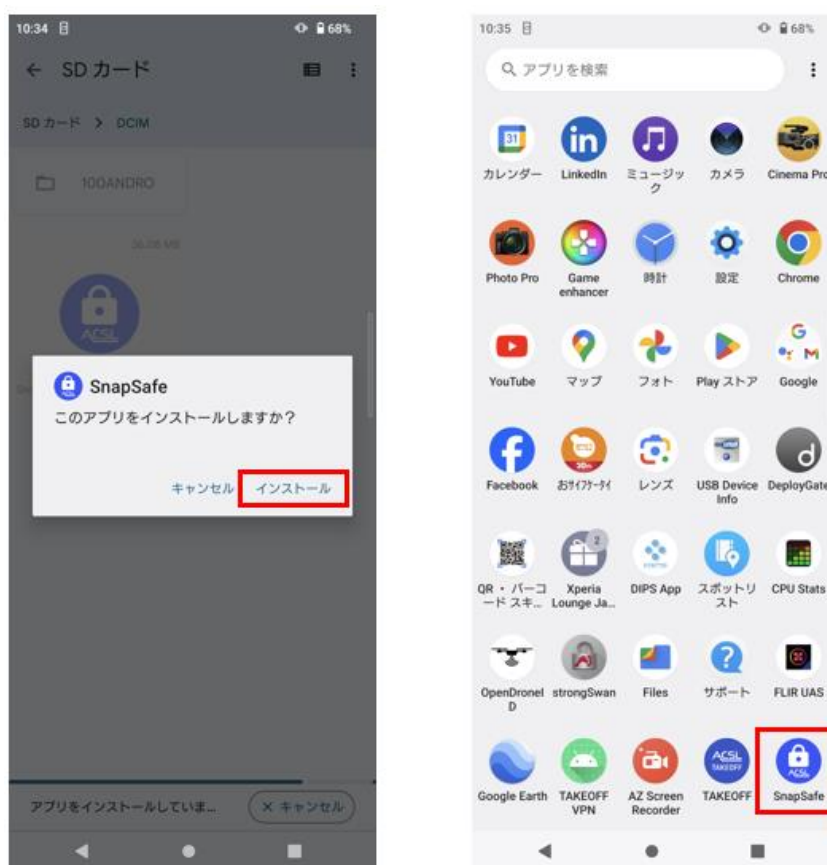 10:34
68%
SD カード
SD カード > DCIM
100ANDRO
ACSL
SnapSafe
このアプリをインストールしますか？
キャンセル インストール
アプリをインストールしていま... × キャンセル
10:35
68%
アプリを検索
31
in
カレンダー LinkedIn ミュージッ カメラ Cinema Pro
ク
Photo Pro Game 時計 設定 Chrome
enhancer
G
M
YouTube マップ フォト Play ストア Google
d
Facebook おサイフケータイ レンズ USB Device DeployGate
Info
2
QR・バーコ Xperia DIPS App スポットリ CPU Stats
ード スキ... Lounge Ja... スト
OpenDroneI strongSwan Files サポート FLIR UAS
D
ACSL
TAKEOFF
ACSL
Google Earth TAKEOFF AZ Screen TAKEOFF SnapSafe
VPN Recorder